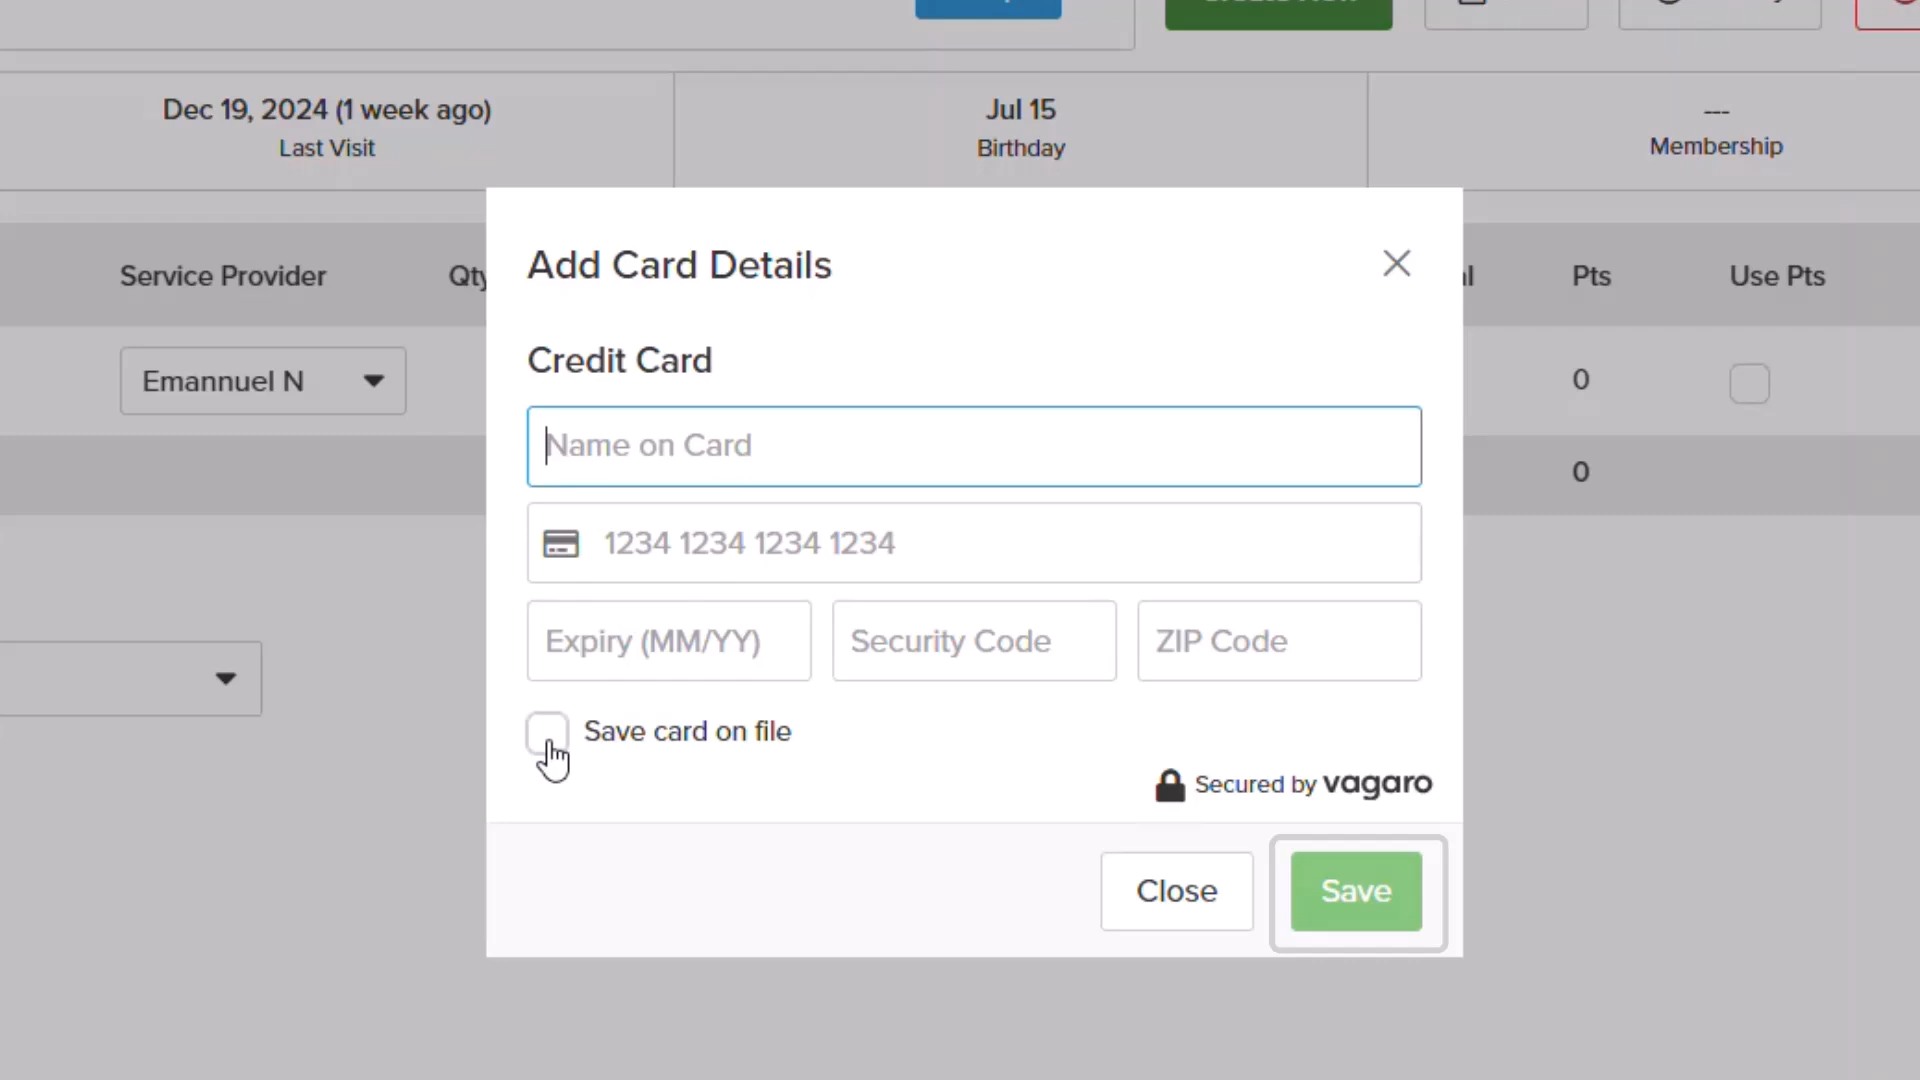 Dec 19, 2024 (1 week ago)
Last Visit
Jul 15
Birthday
---
Membership
Service Provider
Qty
Pts
Use Pts
Emannuel N
0
0
Add Card Details
Credit Card
Name on Card
1234 1234 1234 1234
Expiry (MM/YY)
Security Code
ZIP Code
Save card on file
Secured by vagaro
Close
Save